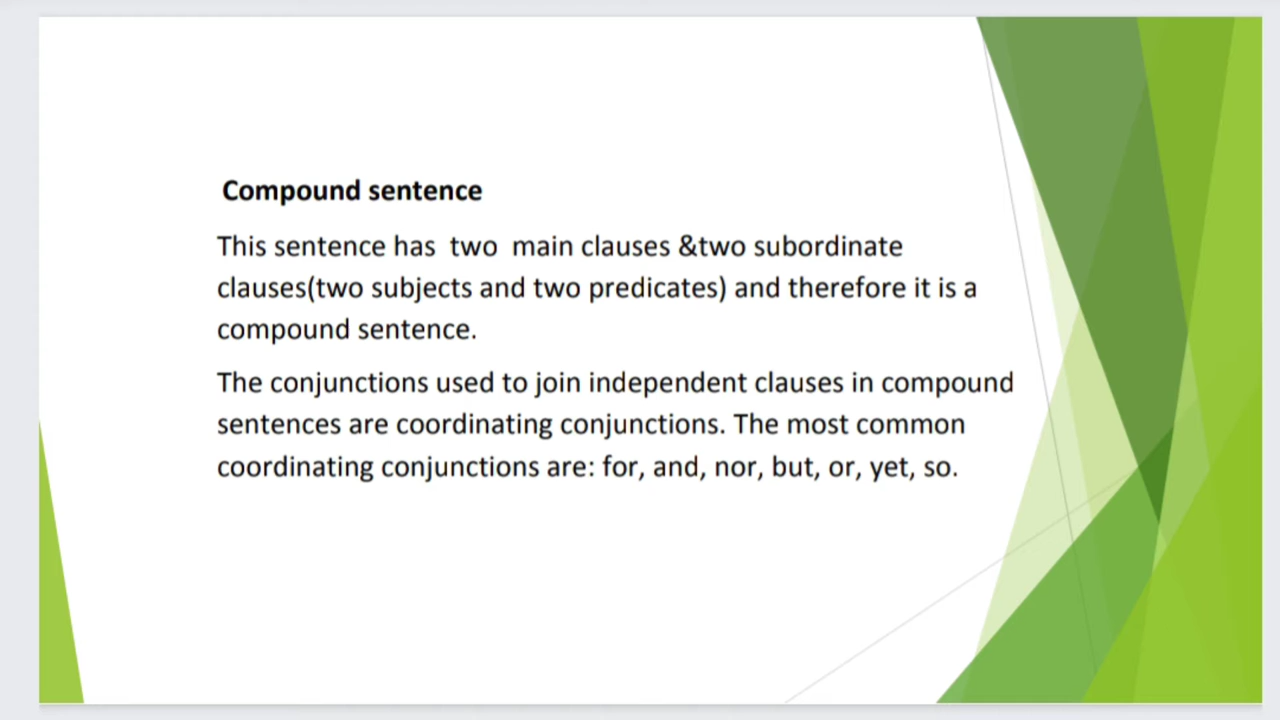 Compound sentence
This sentence has two main clauses &two subordinate
clauses(two subjects and two predicates) and therefore it is a
compound sentence.
The conjunctions used to join independent clauses in compound
sentences are coordinating conjunctions. The most common
coordinating conjunctions are: for, and, nor, but, or, yet, so.